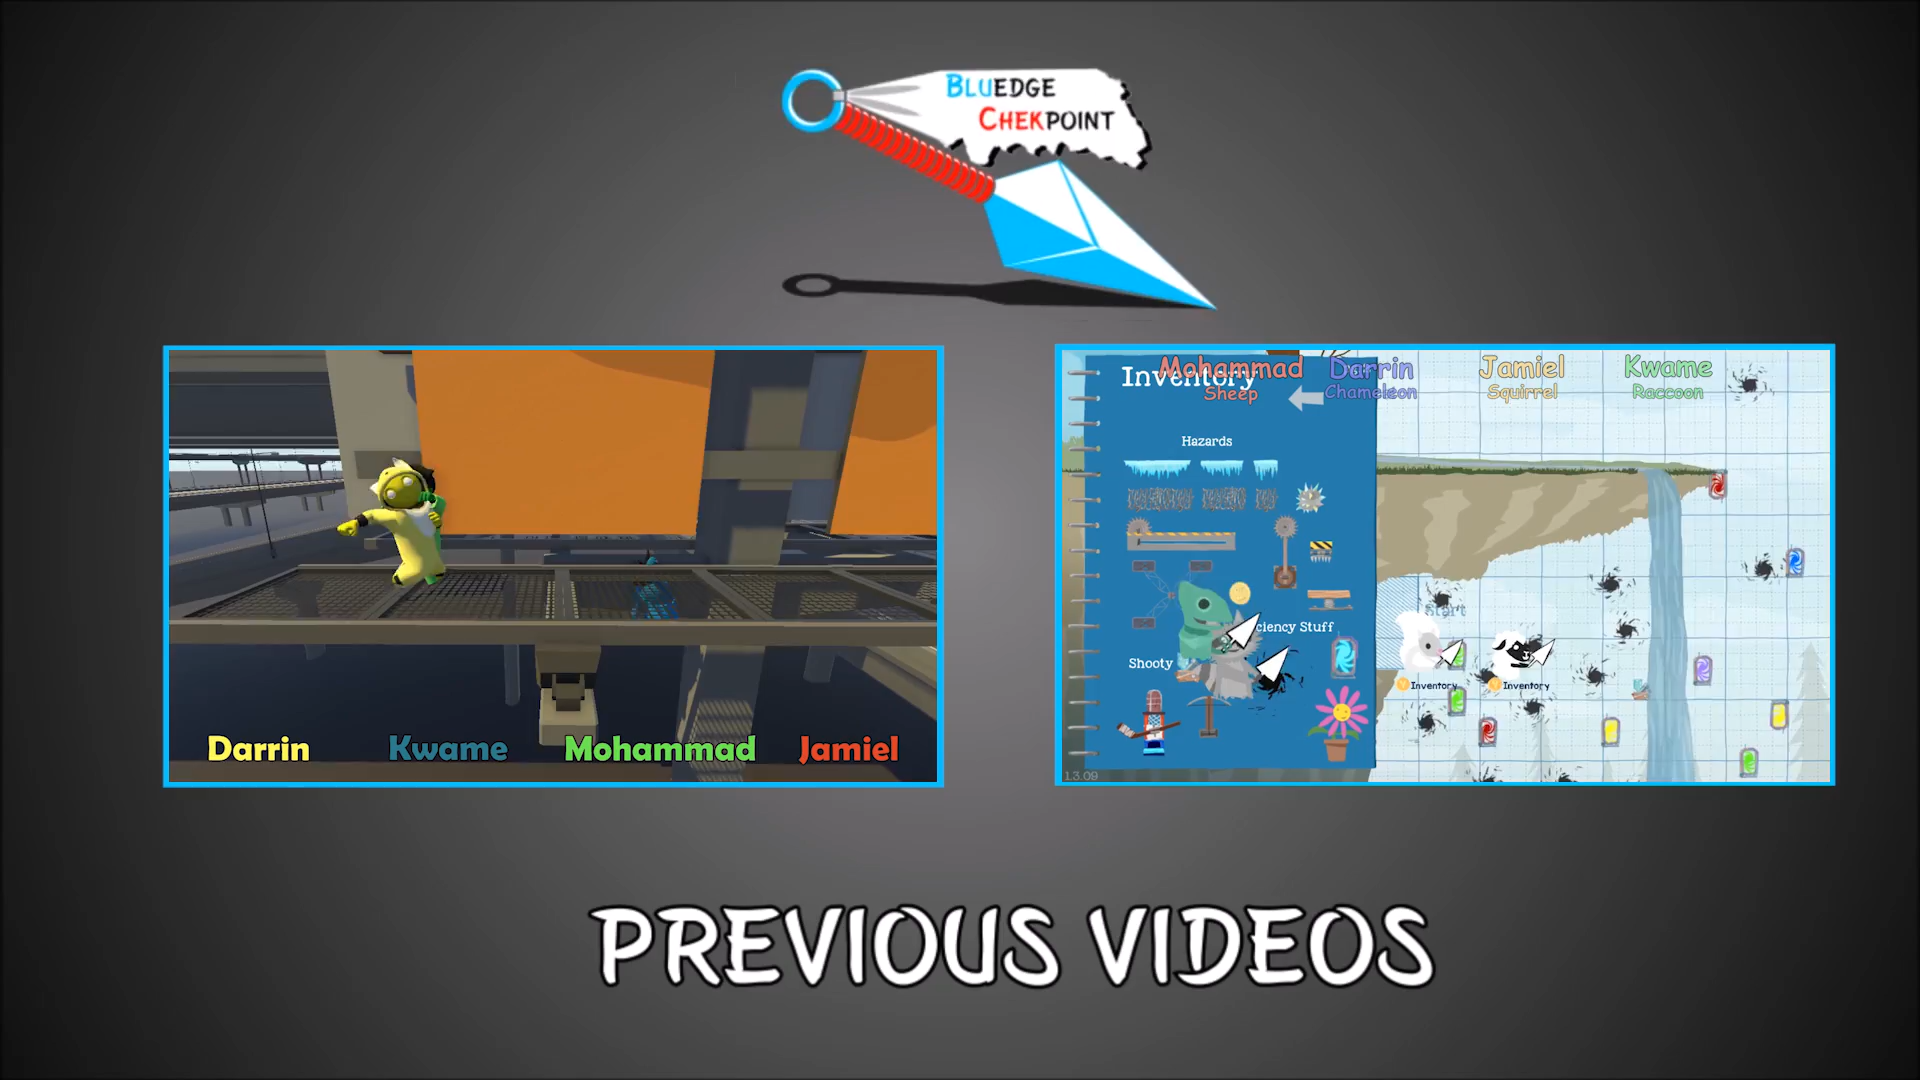 BLUEDGE
CHEKPOINT
Darrin
Kwame
Mohammad
Jamiel
Inventory
Mohammad
Sheep
Darrin
Chameleon
Jamiel
Squirrel
Kwame
Raccoon
Hazards
Start
ciency Stuff
Shooty
Inventory
Inventory
1.3.09
PREVIOUS VIDEOS